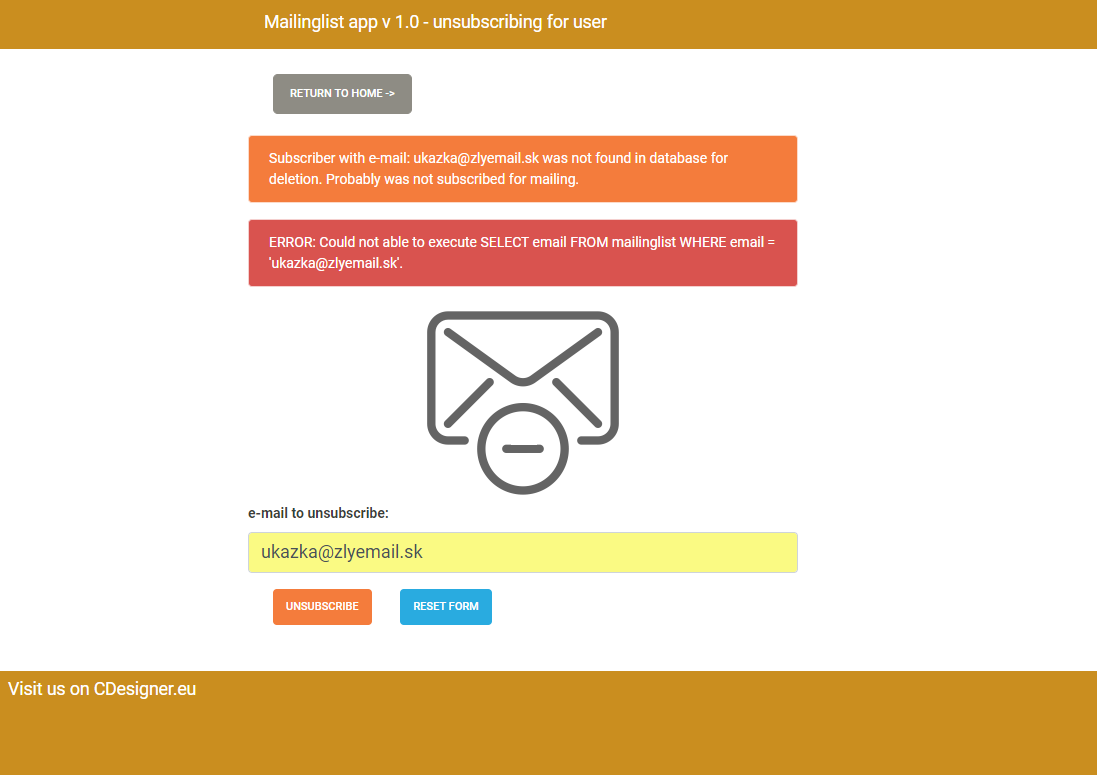 Mailinglist app v 1.0 - unsubscribing for user
RETURN TO HOME ->
Subscriber with e-mail: ukazka@zlyemail.sk was not found in database for
deletion. Probably was not subscribed for mailing.
ERROR: Could not able to execute SELECT email FROM mailinglist WHERE email =
'ukazka@zlyemail.sk'.
e-mail to unsubscribe:
ukazka@zlyemail.sk
UNSUBSCRIBE RESET FORM
Visit us on CDesigner.eu